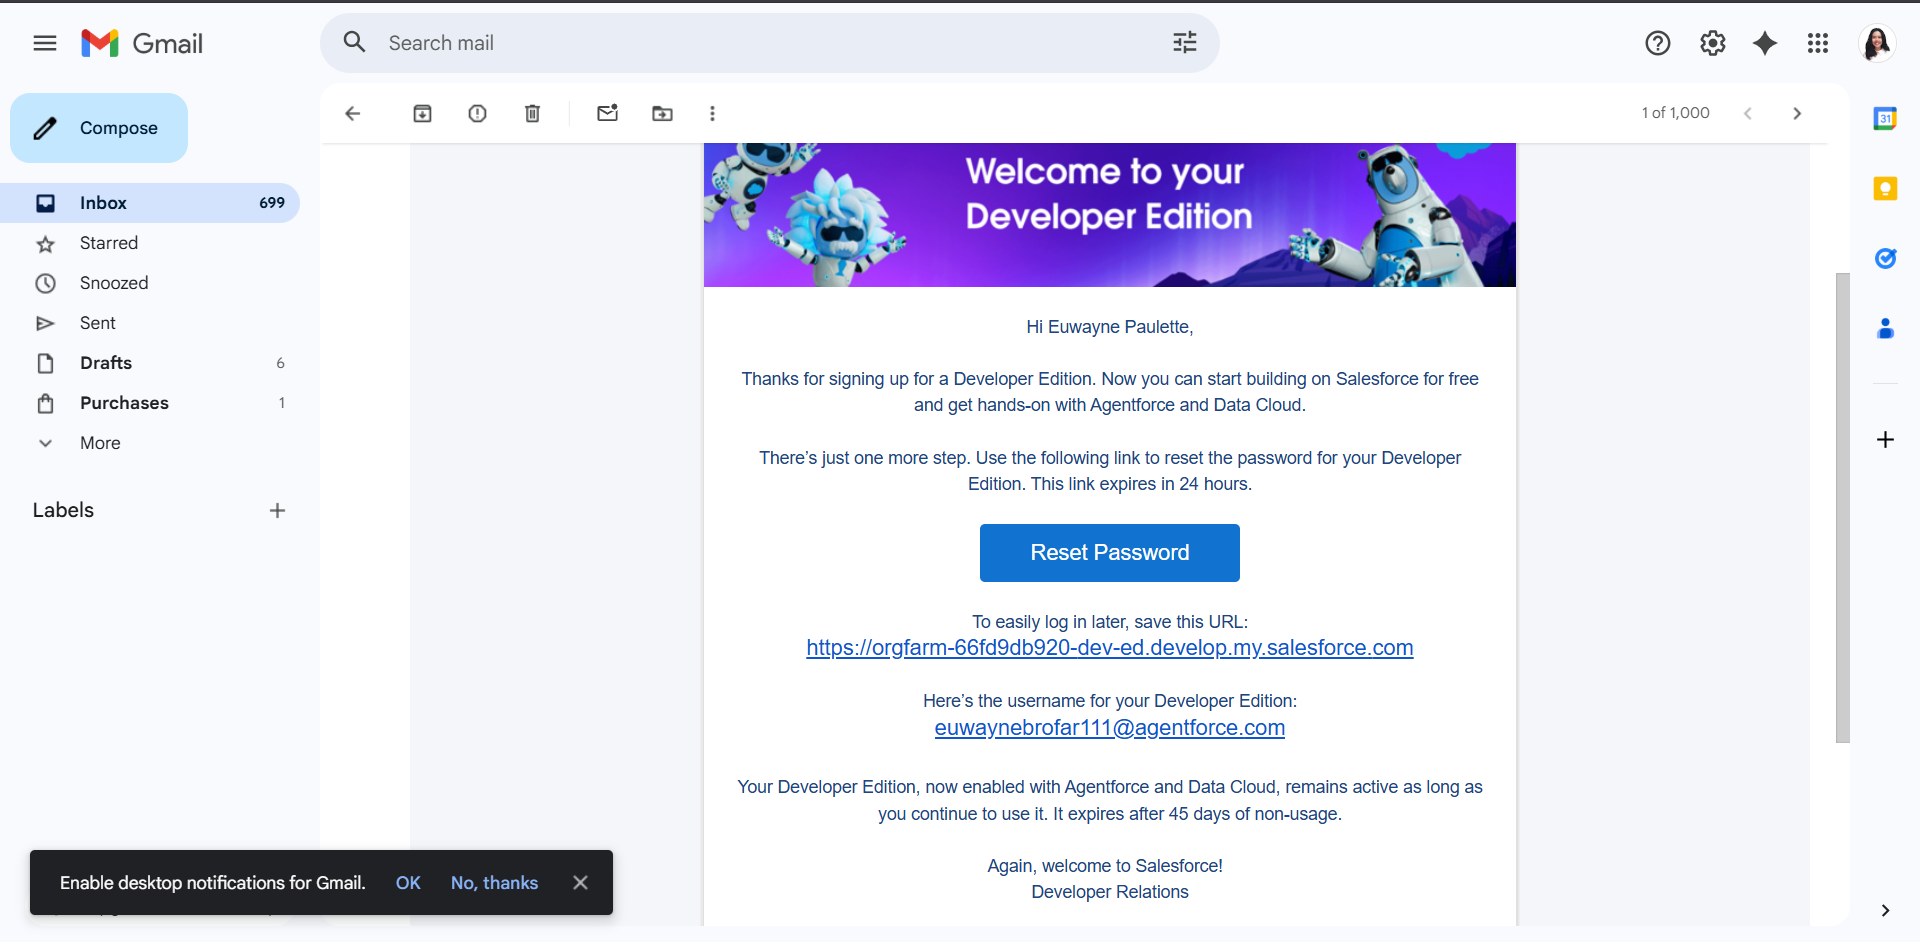 Gmail
Search mail
Compose
1 of 1,000
31
Inbox 699
Starred
Snoozed
Sent
Drafts 6
Purchases 1
More
Labels
Welcome to your
Developer Edition
Hi Euwayne Paulette,
Thanks for signing up for a Developer Edition. Now you can start building on Salesforce for free
and get hands-on with Agentforce and Data Cloud.
There’s just one more step. Use the following link to reset the password for your Developer
Edition. This link expires in 24 hours.
Reset Password
To easily log in later, save this URL:
https://orgfarm-66fd9db920-dev-ed.develop.my.salesforce.com
Here’s the username for your Developer Edition:
euwaynebrofar111@agentforce.com
Your Developer Edition, now enabled with Agentforce and Data Cloud, remains active as long as
you continue to use it. It expires after 45 days of non-usage.
Again, welcome to Salesforce!
Developer Relations
Enable desktop notifications for Gmail. OK No, thanks